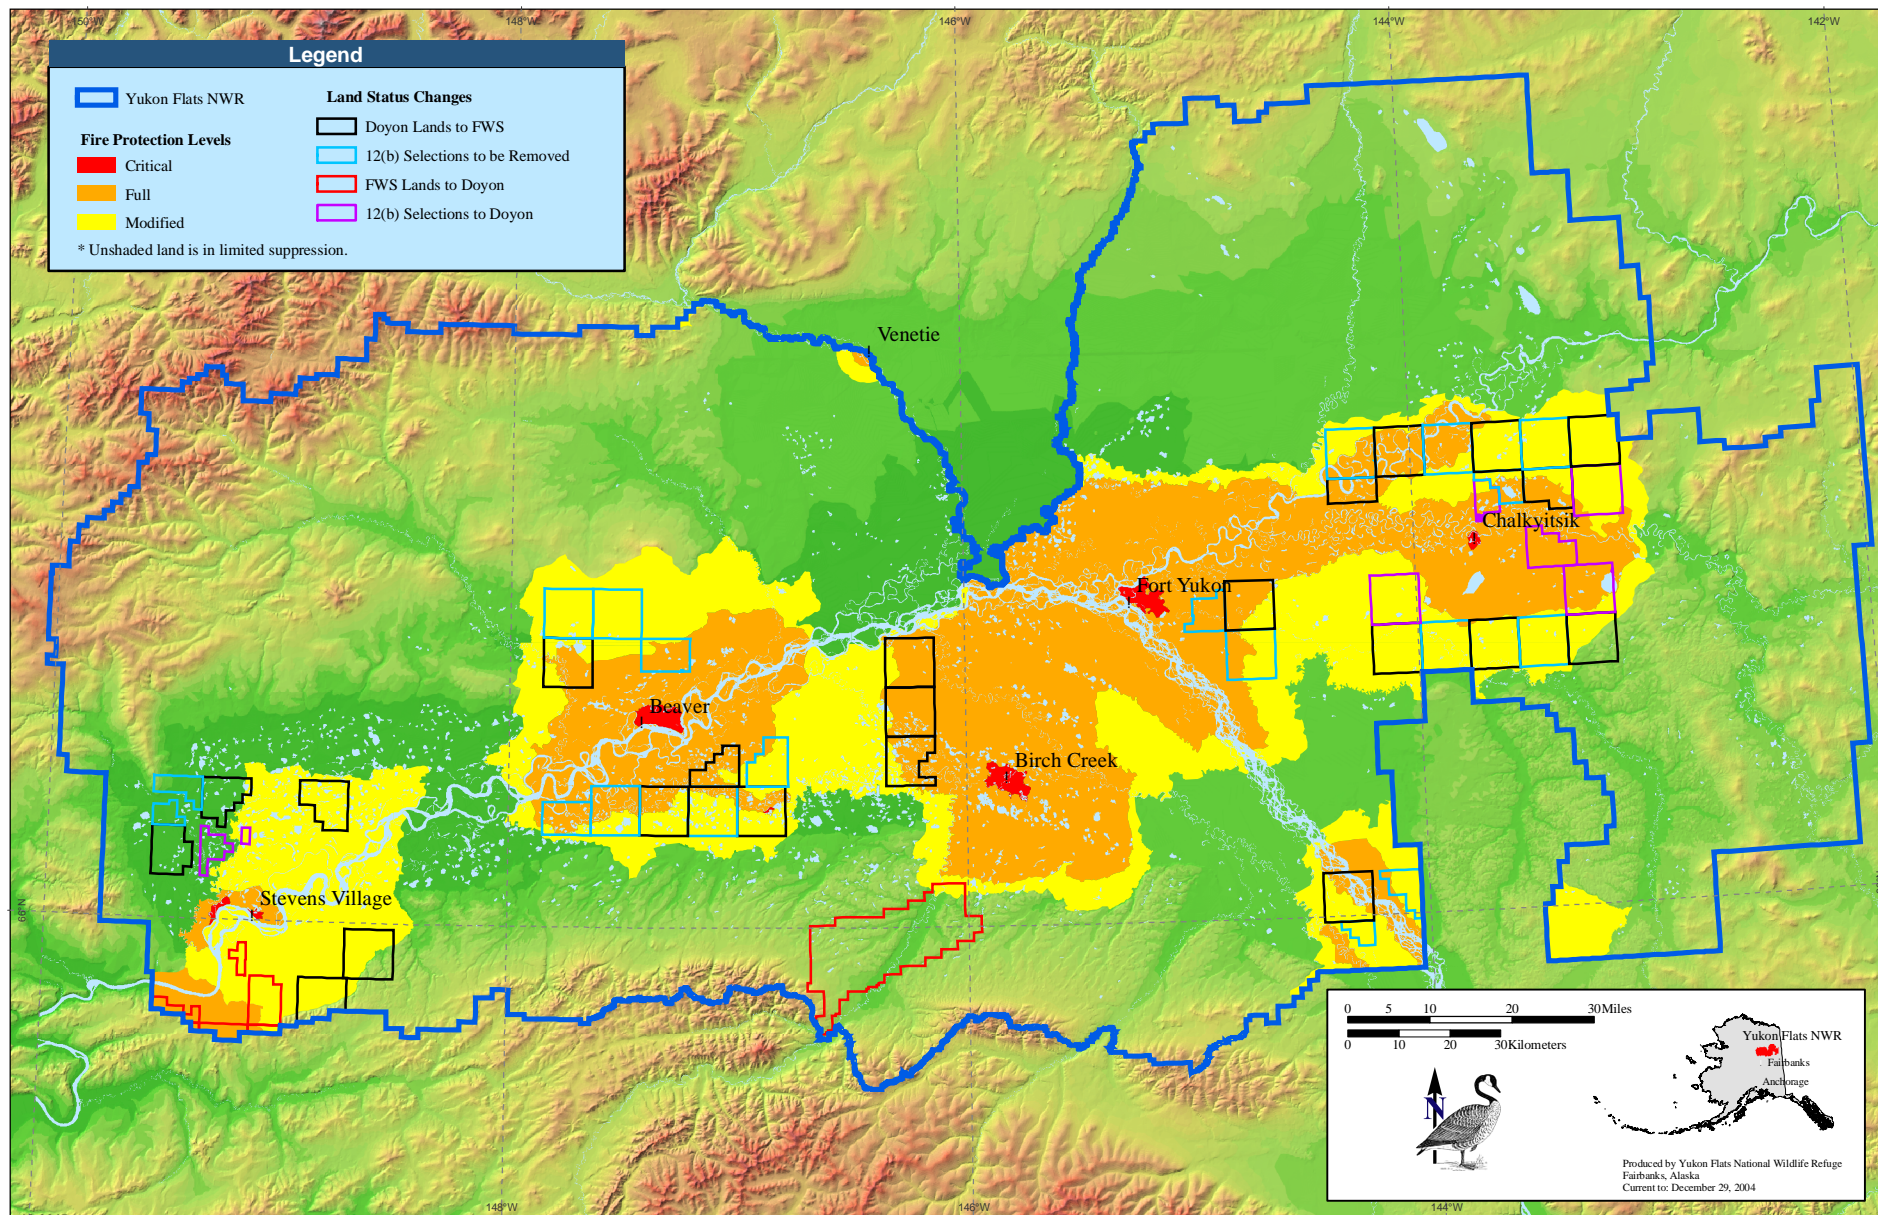 150°W
148°W
146°W
144°W
142°W
Legend
Yukon Flats NWR
Fire Protection Levels
Critical
Full
Modified
Land Status Changes
Doyon Lands to FWS
12(b) Selections to be Removed
FWS Lands to Doyon
12(b) Selections to Doyon
* Unshaded land is in limited suppression.
Venetie
Chalkyitsik
Fort Yukon
Beaver
Birch Creek
Stevens Village
66°N
0 5 10 20 30Miles
0 10 20 30Kilometers
N
Yukon Flats NWR
Fairbanks
Anchorage
Produced by Yukon Flats National Wildlife Refuge
Fairbanks, Alaska
Current to: December 29, 2004
148°W
146°W
144°W